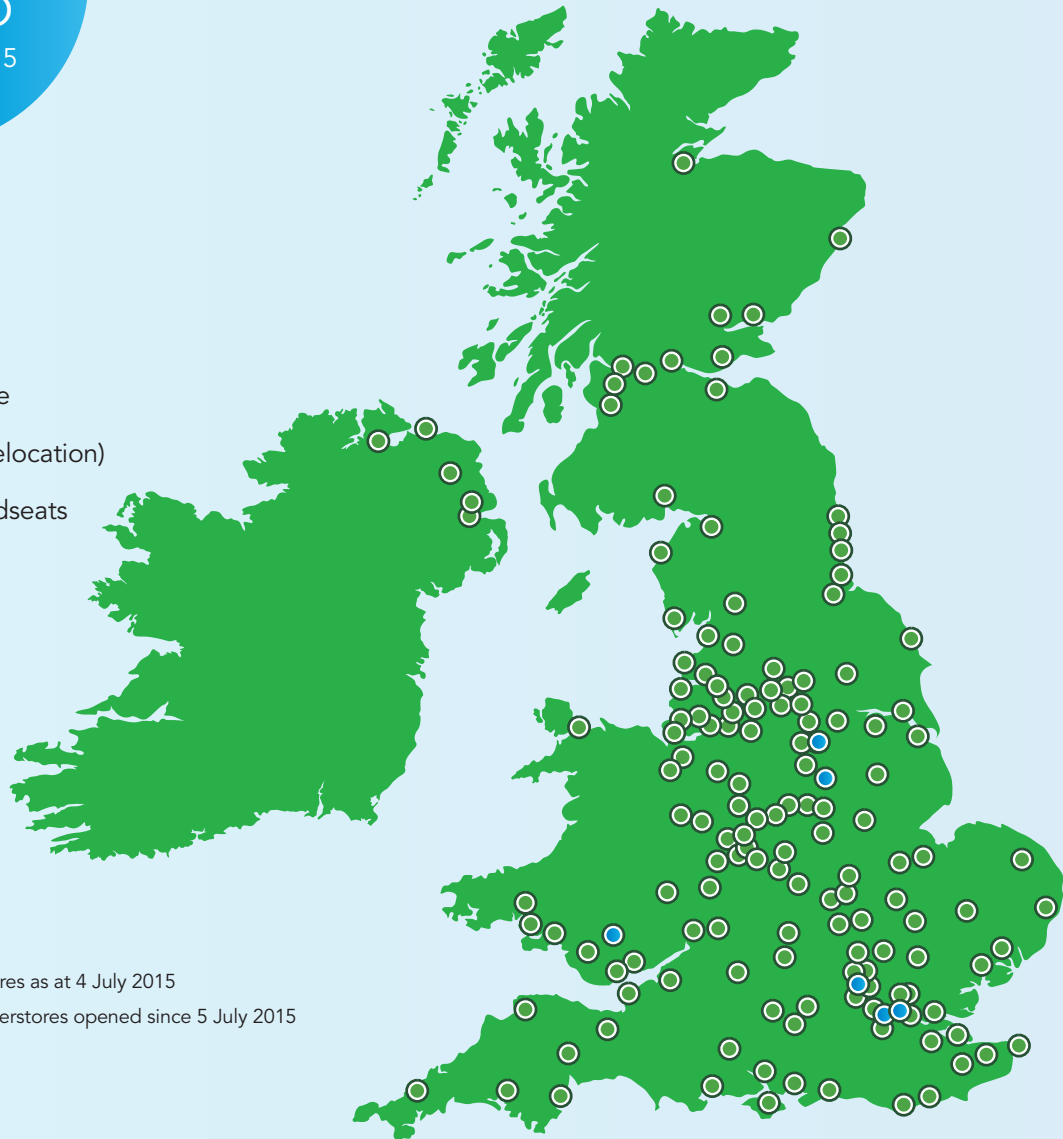 5
e
elocation)
dseats
res as at 4 July 2015
erstores opened since 5 July 2015